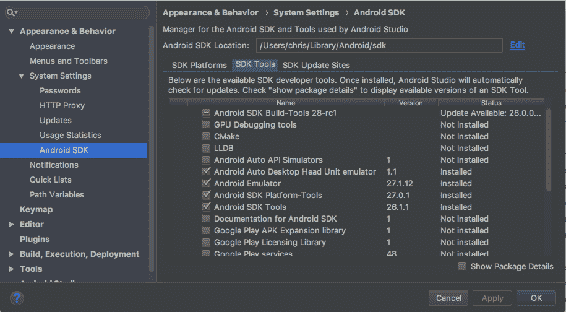 Appearance & Behavior
Appearance
Menus and Toolbars
System Settings
Passwords
HTTP Proxy
Updates
Usage Statistics
Android SDK
Notifications
Quick Lists
Path Variables
Keymap
Editor
Plugins
Build, Execution, Deployment
Tools
Appearance & Behavior › System Settings › Android SDK
Manager for the Android SDK and Tools used by Android Studio
Android SDK Location: /Users/chris/Library/Android/sdk Edit
SDK Platforms SDK Tools SDK Update Sites
Below are the available SDK developer tools. Once installed, Android Studio will automatically
check for updates. Check "show package details" to display available versions of an SDK Tool.
Name Version Status
Android SDK Build-Tools 28-rc1 Update Available: 28.0.0...
GPU Debugging tools Not Installed
CMake Not Installed
LLDB Not Installed
Android Auto API Simulators 1 Not installed
Android Auto Desktop Head Unit emulator 1.1 Installed
Android Emulator 27.1.12 Installed
Android SDK Platform-Tools 27.0.1 Installed
Android SDK Tools 26.1.1 Installed
Documentation for Android SDK 1 Not installed
Google Play APK Expansion library 1 Not installed
Google Play Licensing Library 1 Not installed
Google Play services 48 Not installed
Show Package Details
? Cancel Apply OK